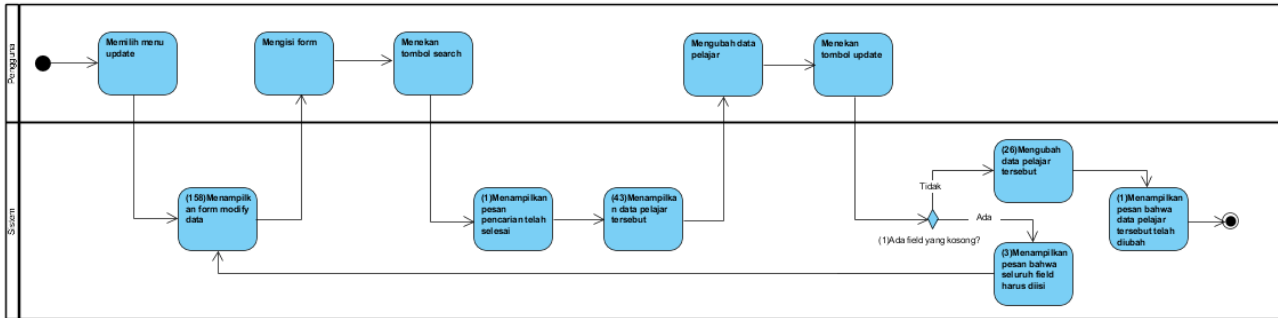 Pengguna
Memilih menu
update
Mengisi form
Menekan
tombol search
Mengubah data
pelajar
Menekan
tombol update
Sistem
(158)Menampilk
an form modify
data
(1)Menampilkan
pesan
pencarian telah
selesai
(43)Menampilka
n data pelajar
tersebut
Tidak
Ada
(1)Ada field yang kosong?
(26)Mengubah
data pelajar
tersebut
(3)Menampilkan
pesan bahwa
seluruh field
harus diisi
(1)Menampilkan
pesan bahwa
data pelajar
tersebut telah
diubah